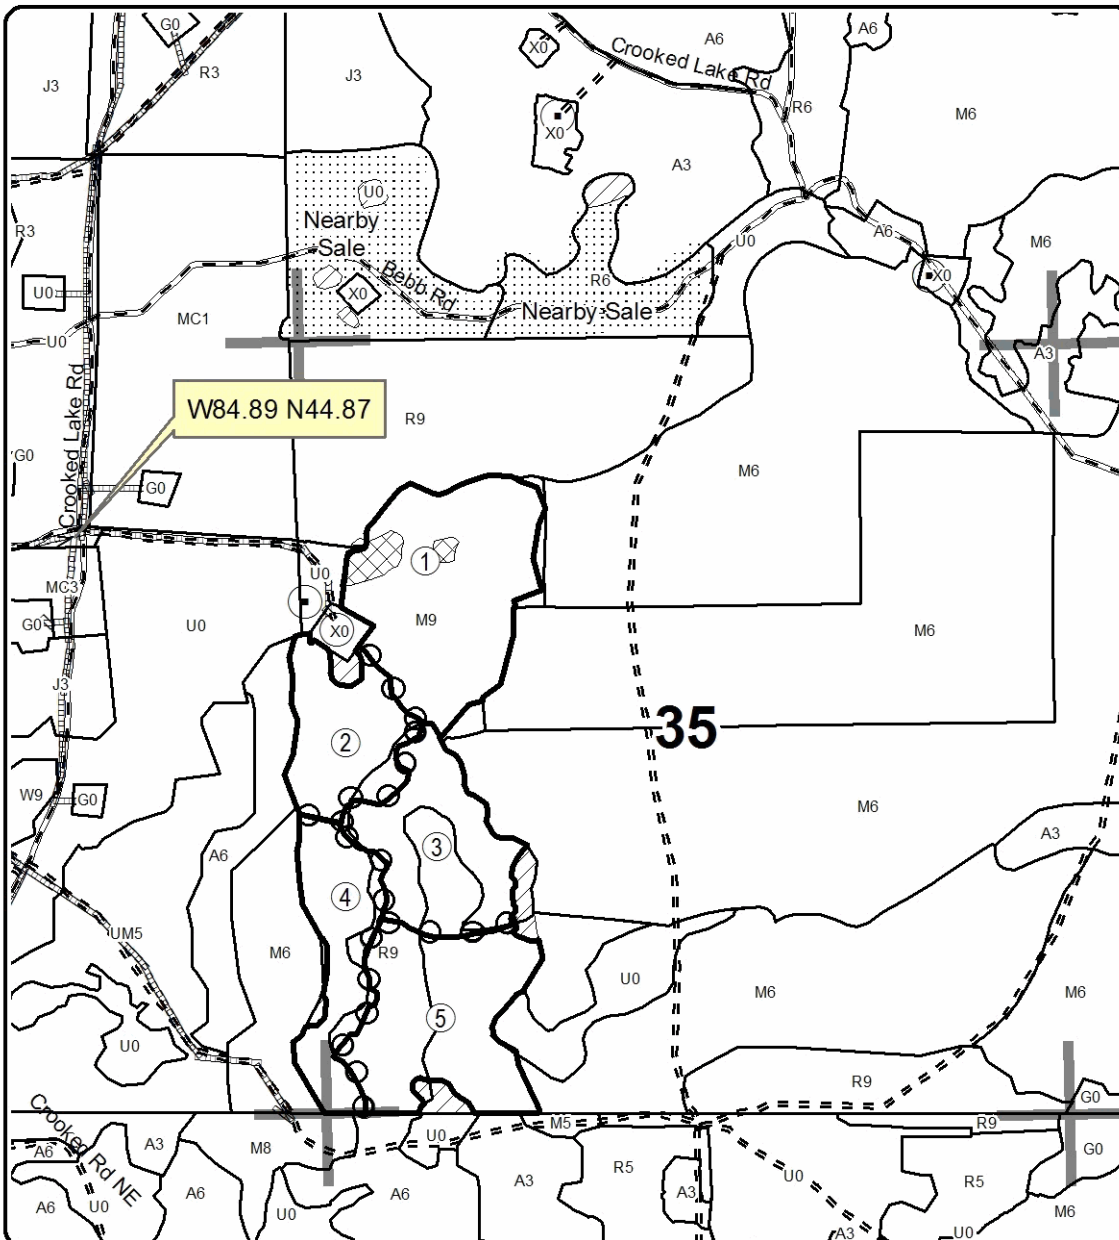 G0
A6
A6
R3
J3
J3
X0
Crooked Lake Rd
R6
M6
X0
A3
U0
R3
Nearby
Sale
U0
A6
M6
Bebb Rd
R6
X0
U0
X0
Nearby Sale
MC1
U0
A3
Crooked Lake Rd
W84.89 N44.87
R9
G0
G0
M6
1
U0
MC3
M9
G0
U0
X0
M6
J3
35
2
W9
G0
M6
A3
A6
3
4
UM5
M6
R9
U0
M6
M6
5
U0
R9
G0
Crooked Rd NE
M5
R9
U0
A6
A3
M8
G0
R5
A3
U0
R5
A6
A6
A3
A6
U0
U0
M6
A3
U0